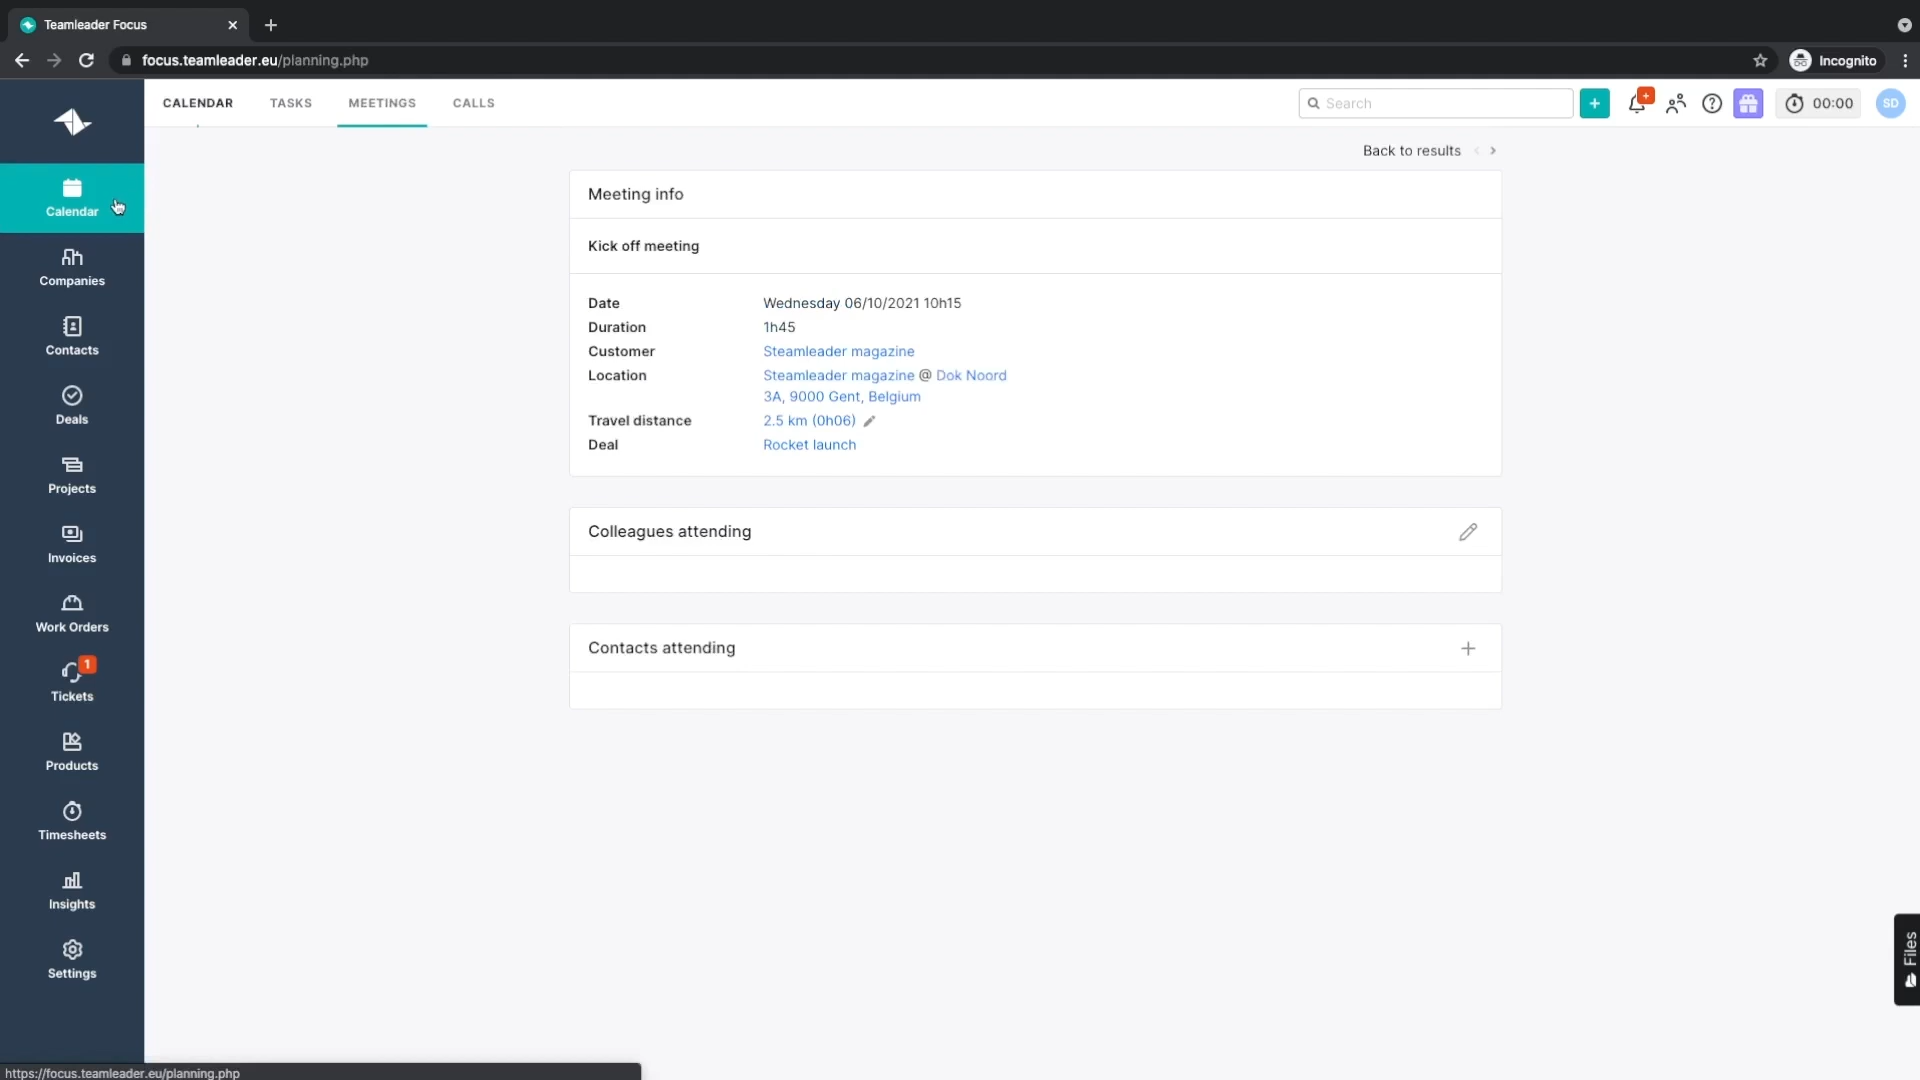 Teamleader Focus
focus.teamleader.eu/planning.php
Incognito
CALENDAR TASKS MEETINGS CALLS
Search
00:00
SD
Calendar
Companies
Contacts
Deals
Projects
Invoices
Work Orders
1
Tickets
Products
Timesheets
Insights
Settings
Back to results
Meeting info
Kick off meeting
Date Wednesday 06/10/2021 10h15
Duration 1h45
Customer Steamleader magazine
Location Steamleader magazine @ Dok Noord
3A, 9000 Gent, Belgium
Travel distance 2.5 km (0h06)
Deal Rocket launch
Colleagues attending
Contacts attending
Files
https://focus.teamleader.eu/planning.php